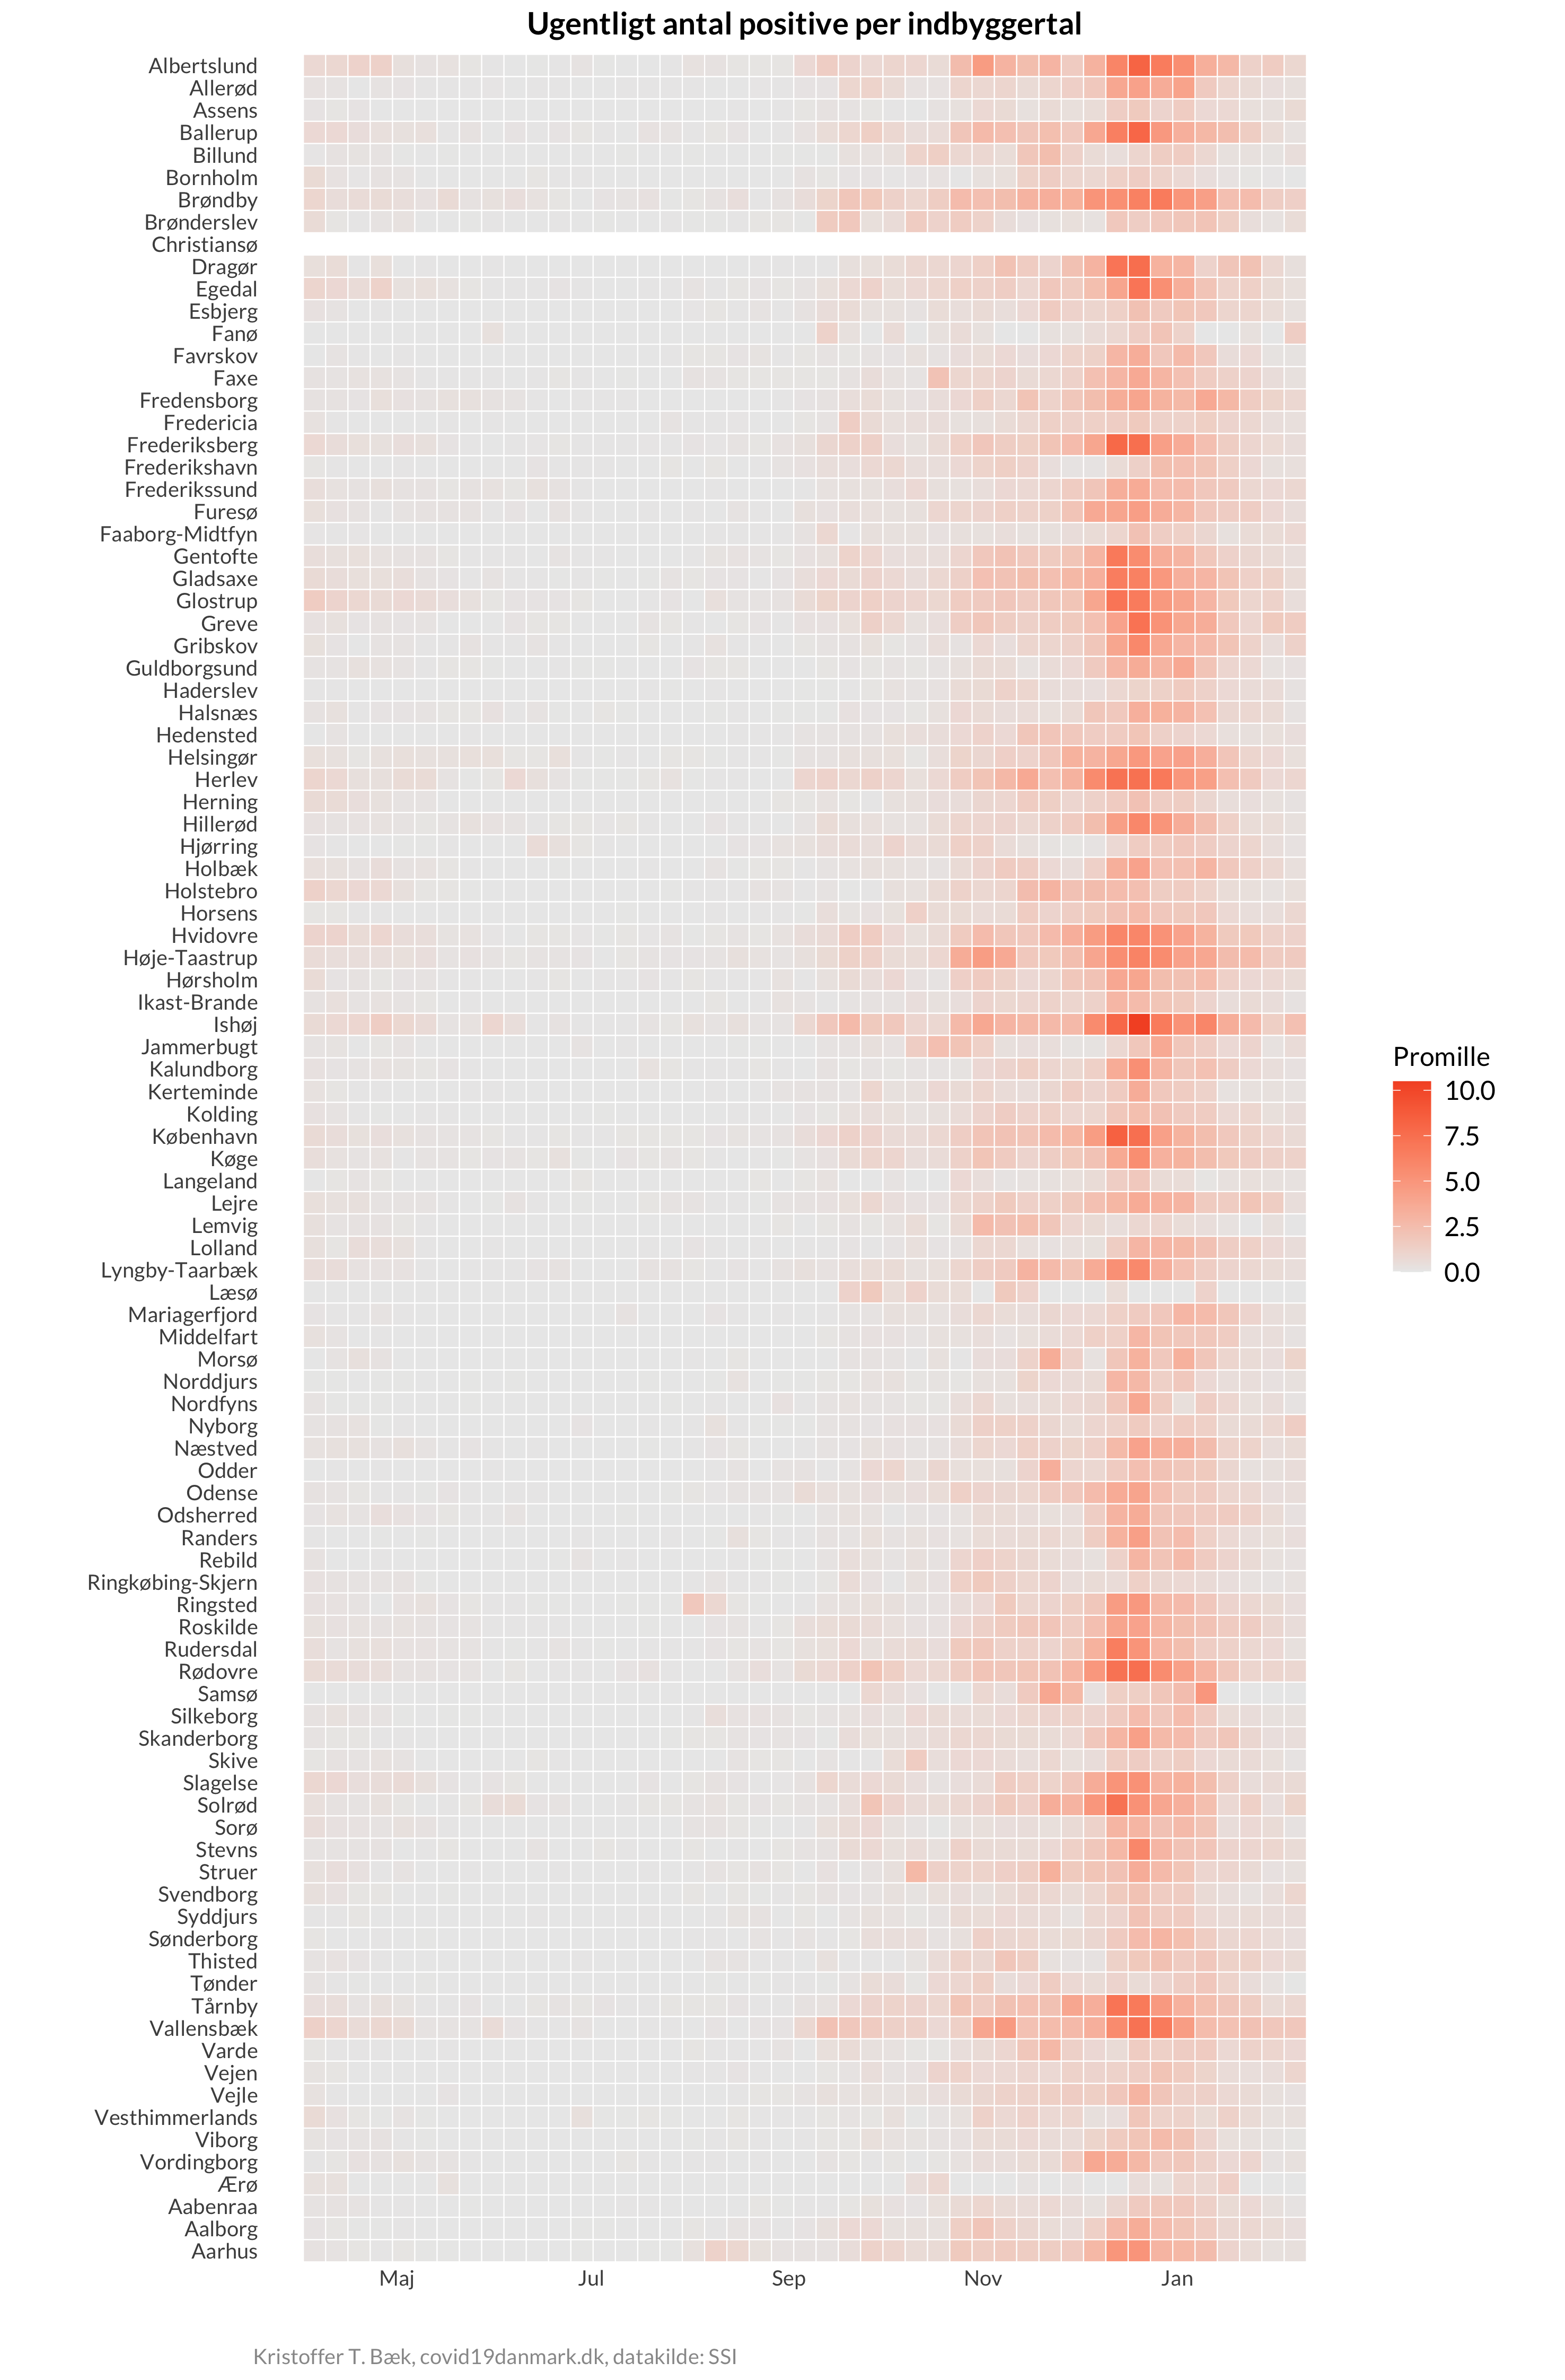 Ugentligt antal positive per indbyggertal
Albertslund
Allerød
Assens
Ballerup
Billund
Bornholm
Brøndby
Brønderslev
Christiansø
Dragør
Egedal
Esbjerg
Fanø
Favrskov
Faxe
Fredensborg
Fredericia
Frederiksberg
Frederikshavn
Frederikssund
Furesø
Faaborg-Midtfyn
Gentofte
Gladsaxe
Glostrup
Greve
Gribskov
Guldborgsund
Haderslev
Halsnæs
Hedensted
Helsingør
Herlev
Herning
Hillerød
Hjørring
Holbæk
Holstebro
Horsens
Hvidovre
Høje-Taastrup
Hørsholm
Ikast-Brande
Ishøj
Jammerbugt
Kalundborg
Kerteminde
Kolding
København
Køge
Langeland
Lejre
Lemvig
Lolland
Lyngby-Taarbæk
Læsø
Mariagerfjord
Middelfart
Morsø
Norddjurs
Nordfyns
Nyborg
Næstved
Odder
Odense
Odsherred
Randers
Rebild
Ringkøbing-Skjern
Ringsted
Roskilde
Rudersdal
Rødovre
Samsø
Silkeborg
Skanderborg
Skive
Slagelse
Solrød
Sorø
Stevns
Struer
Svendborg
Syddjurs
Sønderborg
Thisted
Tønder
Tårnby
Vallensbæk
Varde
Vejen
Vejle
Vesthimmerlands
Viborg
Vordingborg
Ærø
Aabenraa
Aalborg
Aarhus
Maj Jul Sep Nov Jan
Promille
10.0
7.5
5.0
2.5
0.0
Kristoffer T. Bæk, covid19danmark.dk, datakilde: SSI